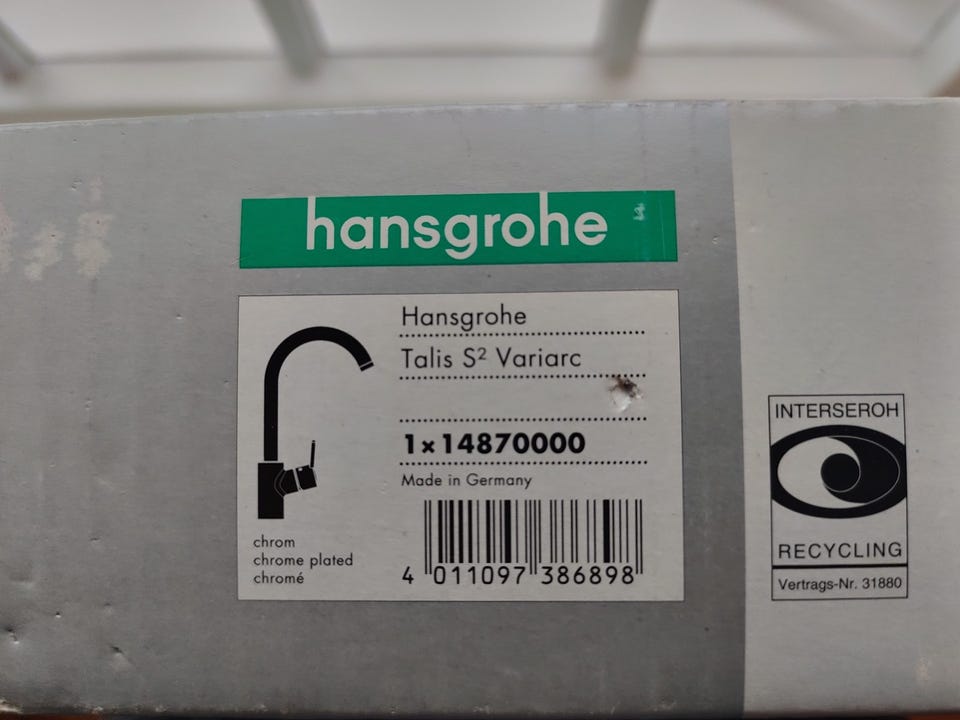 hansgrohe
Hansgrohe
Talis S² Variarc
1×14870000
Made in Germany
chrom
chrome plated
chromé
4 011097 386898
INTERSEROH
RECYCLING
Vertrags-Nr. 31880